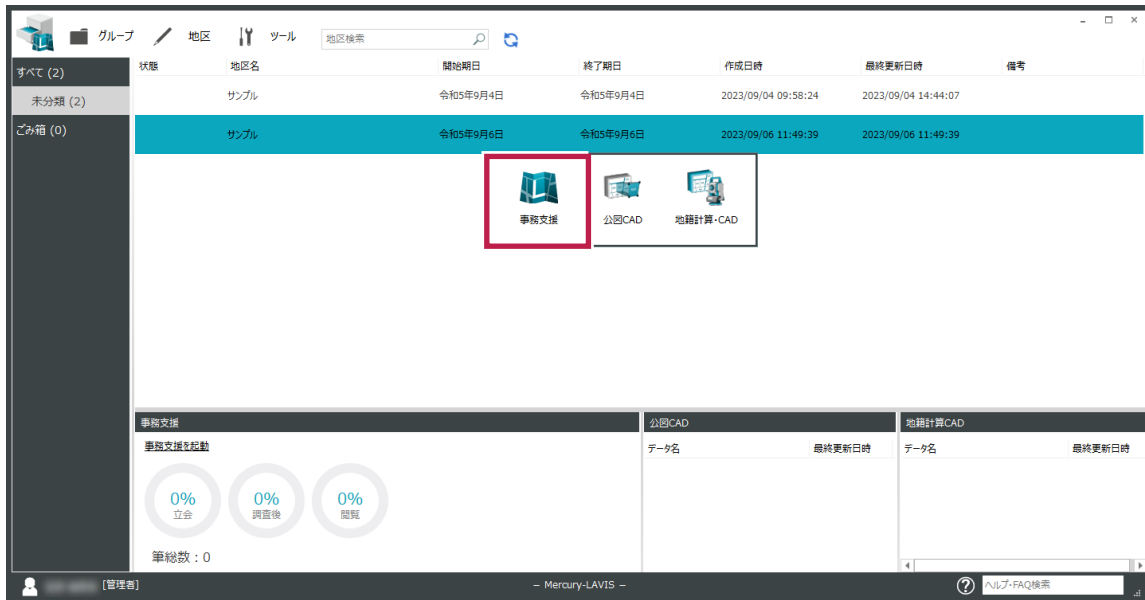 グループ 地区 ツール 地区検索
すべて (2)
未分類 (2)
ごみ箱 (0)
状態 地区名 開始期日 終了期日 作成日時 最終更新日時 備考
サンプル 令和5年9月4日 令和5年9月4日 2023/09/04 09:58:24 2023/09/04 14:44:07
サンプル 令和5年9月6日 令和5年9月6日 2023/09/06 11:49:39 2023/09/06 11:49:39
事務支援 公図CAD 地籍計算・CAD
事務支援 公図CAD 地籍計算CAD
事務支援を起動 データ名 最終更新日時 データ名 最終更新日時
0% 0% 0%
立会 調査後 閲覧
筆総数：0
[管理者] − Mercury-LAVIS − ヘルプ・FAQ検索